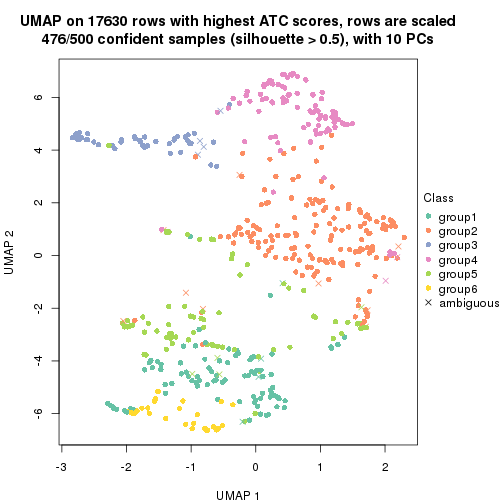 UMAP on 17630 rows with highest ATC scores, rows are scaled
476/500 confident samples (silhouette > 0.5), with 10 PCs
6
4
2
0
-2
-4
-6
UMAP 2
-3
-2
-1
0
1
2
UMAP 1
Class
group1
group2
group3
group4
group5
group6
ambiguous